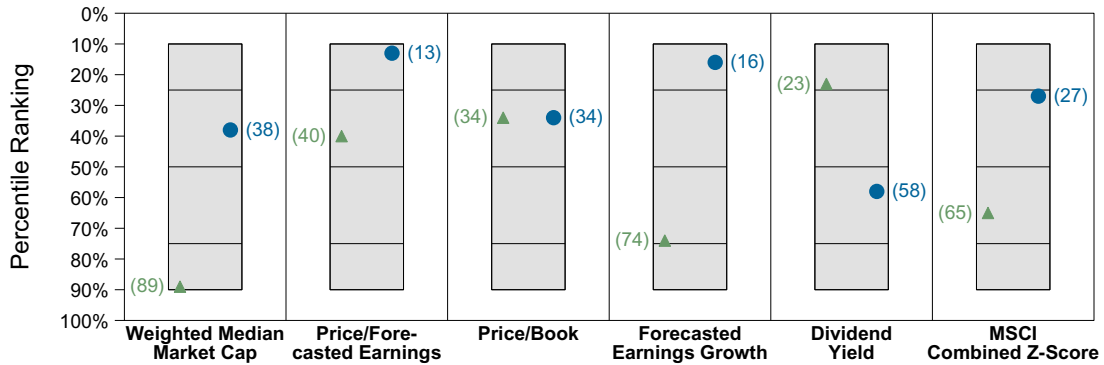 Percentile Ranking
0%
10%
20%
30%
40%
50%
60%
70%
80%
90%
100%
(89)
(38)
(40)
(13)
(34)
(34)
(74)
(16)
(23)
(58)
(65)
(27)
Weighted Median
Market Cap
Price/Fore-
casted Earnings
Price/Book
Forecasted
Earnings Growth
Dividend
Yield
MSCI
Combined Z-Score